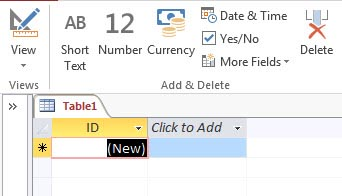 View
Views
AB
Short
Text
12
Number
Currency
Date & Time
Yes/No
More Fields
Delete
Add & Delete
Table1
ID
Click to Add
(New)